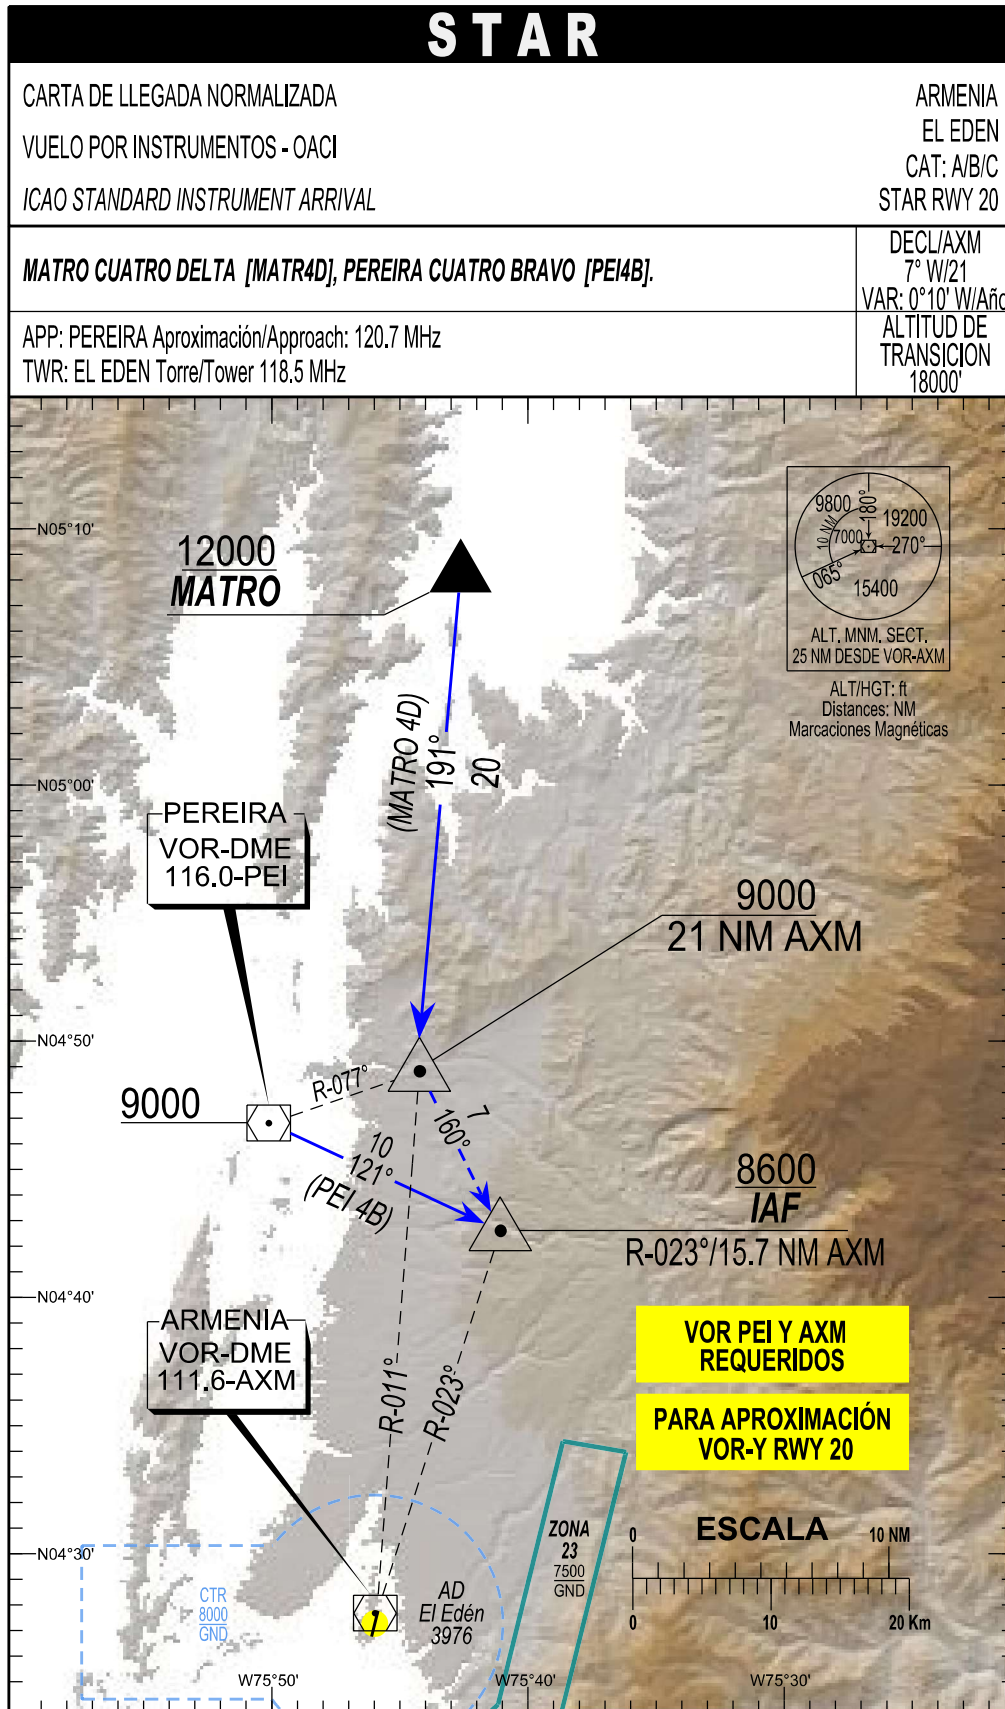 STAR
CARTA DE LLEGADA NORMALIZADA
VUELO POR INSTRUMENTOS - OACI
ICAO STANDARD INSTRUMENT ARRIVAL
ARMENIA
EL EDEN
CAT: A/B/C
STAR RWY 20
MATRO CUATRO DELTA [MATR4D], PEREIRA CUATRO BRAVO [PEI4B].
DECL/AXM
7° W/21
VAR: 0°10' W/Año
APP: PEREIRA Aproximación/Approach: 120.7 MHz
TWR: EL EDEN Torre/Tower 118.5 MHz
ALTITUD DE
TRANSICION
18000'
N05°10'
12000
MATRO
9800
180°
19200
10 NM
7000
270°
065°
15400
ALT. MNM. SECT.
25 NM DESDE VOR-AXM
ALT/HGT: ft
Distances: NM
Marcaciones Magnéticas
(MATRO 4D)
191°
20
N05°00'
PEREIRA
VOR-DME
116.0-PEI
9000
21 NM AXM
N04°50'
R-077°
9000
7
160°
10
121°
(PEI 4B)
8600
IAF
R-023°/15.7 NM AXM
N04°40'
ARMENIA
VOR-DME
111.6-AXM
R-011°
R-023°
VOR PEI Y AXM
REQUERIDOS
PARA APROXIMACIÓN
VOR-Y RWY 20
N04°30'
ZONA
23
7500
GND
ESCALA
0
10 NM
0
10
20 Km
CTR
8000
GND
AD
El Edén
3976
W75°50'
W75°40'
W75°30'